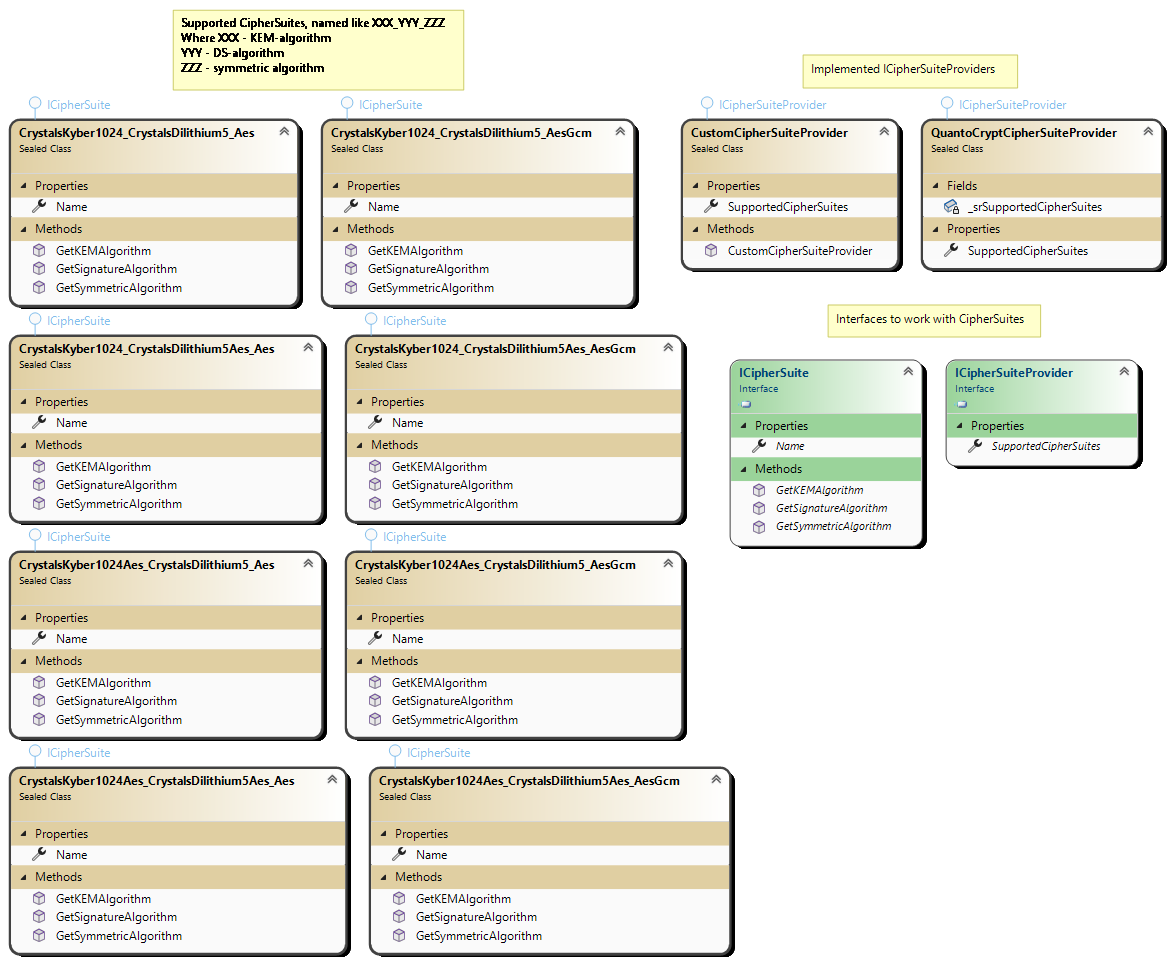 Supported CipherSuites, named like XXX_YYY_ZZZ
Where XXX - KEM-algorithm
YYY - DS-algorithm
ZZZ - symmetric algorithm
ICipherSuite
CrystalsKyber1024_CrystalsDilithium5_Aes
Sealed Class
Properties
Name
Methods
GetKEMAlgorithm
GetSignatureAlgorithm
GetSymmetricAlgorithm
ICipherSuite
CrystalsKyber1024_CrystalsDilithium5_AesGcm
Sealed Class
Properties
Name
Methods
GetKEMAlgorithm
GetSignatureAlgorithm
GetSymmetricAlgorithm
ICipherSuite
CrystalsKyber1024_CrystalsDilithium5Aes_Aes
Sealed Class
Properties
Name
Methods
GetKEMAlgorithm
GetSignatureAlgorithm
GetSymmetricAlgorithm
ICipherSuite
CrystalsKyber1024_CrystalsDilithium5Aes_AesGcm
Sealed Class
Properties
Name
Methods
GetKEMAlgorithm
GetSignatureAlgorithm
GetSymmetricAlgorithm
ICipherSuite
CrystalsKyber1024Aes_CrystalsDilithium5_Aes
Sealed Class
Properties
Name
Methods
GetKEMAlgorithm
GetSignatureAlgorithm
GetSymmetricAlgorithm
ICipherSuite
CrystalsKyber1024Aes_CrystalsDilithium5_AesGcm
Sealed Class
Properties
Name
Methods
GetKEMAlgorithm
GetSignatureAlgorithm
GetSymmetricAlgorithm
ICipherSuite
CrystalsKyber1024Aes_CrystalsDilithium5Aes_Aes
Sealed Class
Properties
Name
Methods
GetKEMAlgorithm
GetSignatureAlgorithm
GetSymmetricAlgorithm
ICipherSuite
CrystalsKyber1024Aes_CrystalsDilithium5Aes_AesGcm
Sealed Class
Properties
Name
Methods
GetKEMAlgorithm
GetSignatureAlgorithm
GetSymmetricAlgorithm
Implemented ICipherSuiteProviders
ICipherSuiteProvider
CustomCipherSuiteProvider
Sealed Class
Properties
SupportedCipherSuites
Methods
CustomCipherSuiteProvider
ICipherSuiteProvider
QuantoCryptCipherSuiteProvider
Sealed Class
Fields
_srSupportedCipherSuites
Properties
SupportedCipherSuites
Interfaces to work with CipherSuites
ICipherSuite
Interface
Properties
Name
Methods
GetKEMAlgorithm
GetSignatureAlgorithm
GetSymmetricAlgorithm
ICipherSuiteProvider
Interface
Properties
SupportedCipherSuites